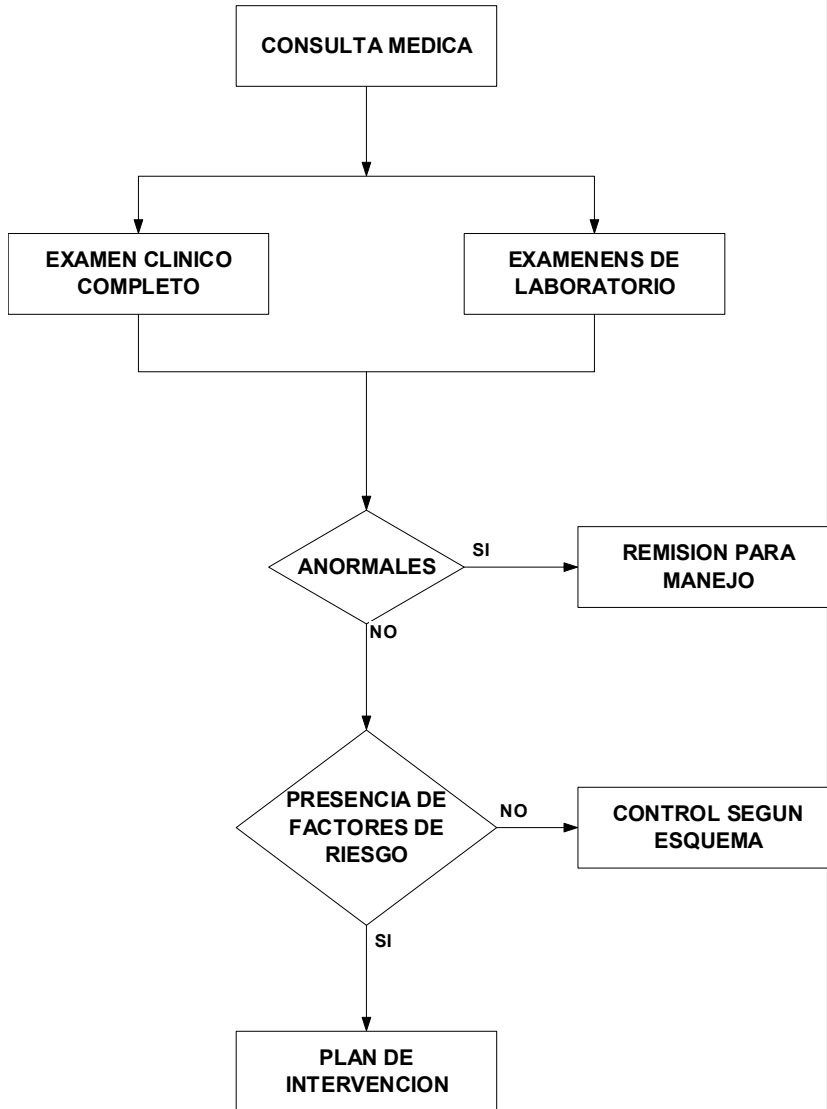 CONSULTA MEDICA
EXAMEN CLINICO
COMPLETO
EXAMENENS DE
LABORATORIO
ANORMALES
SI
REMISION PARA
MANEJO
NO
PRESENCIA DE
FACTORES DE
RIESGO
NO
CONTROL SEGUN
ESQUEMA
SI
PLAN DE
INTERVENCION